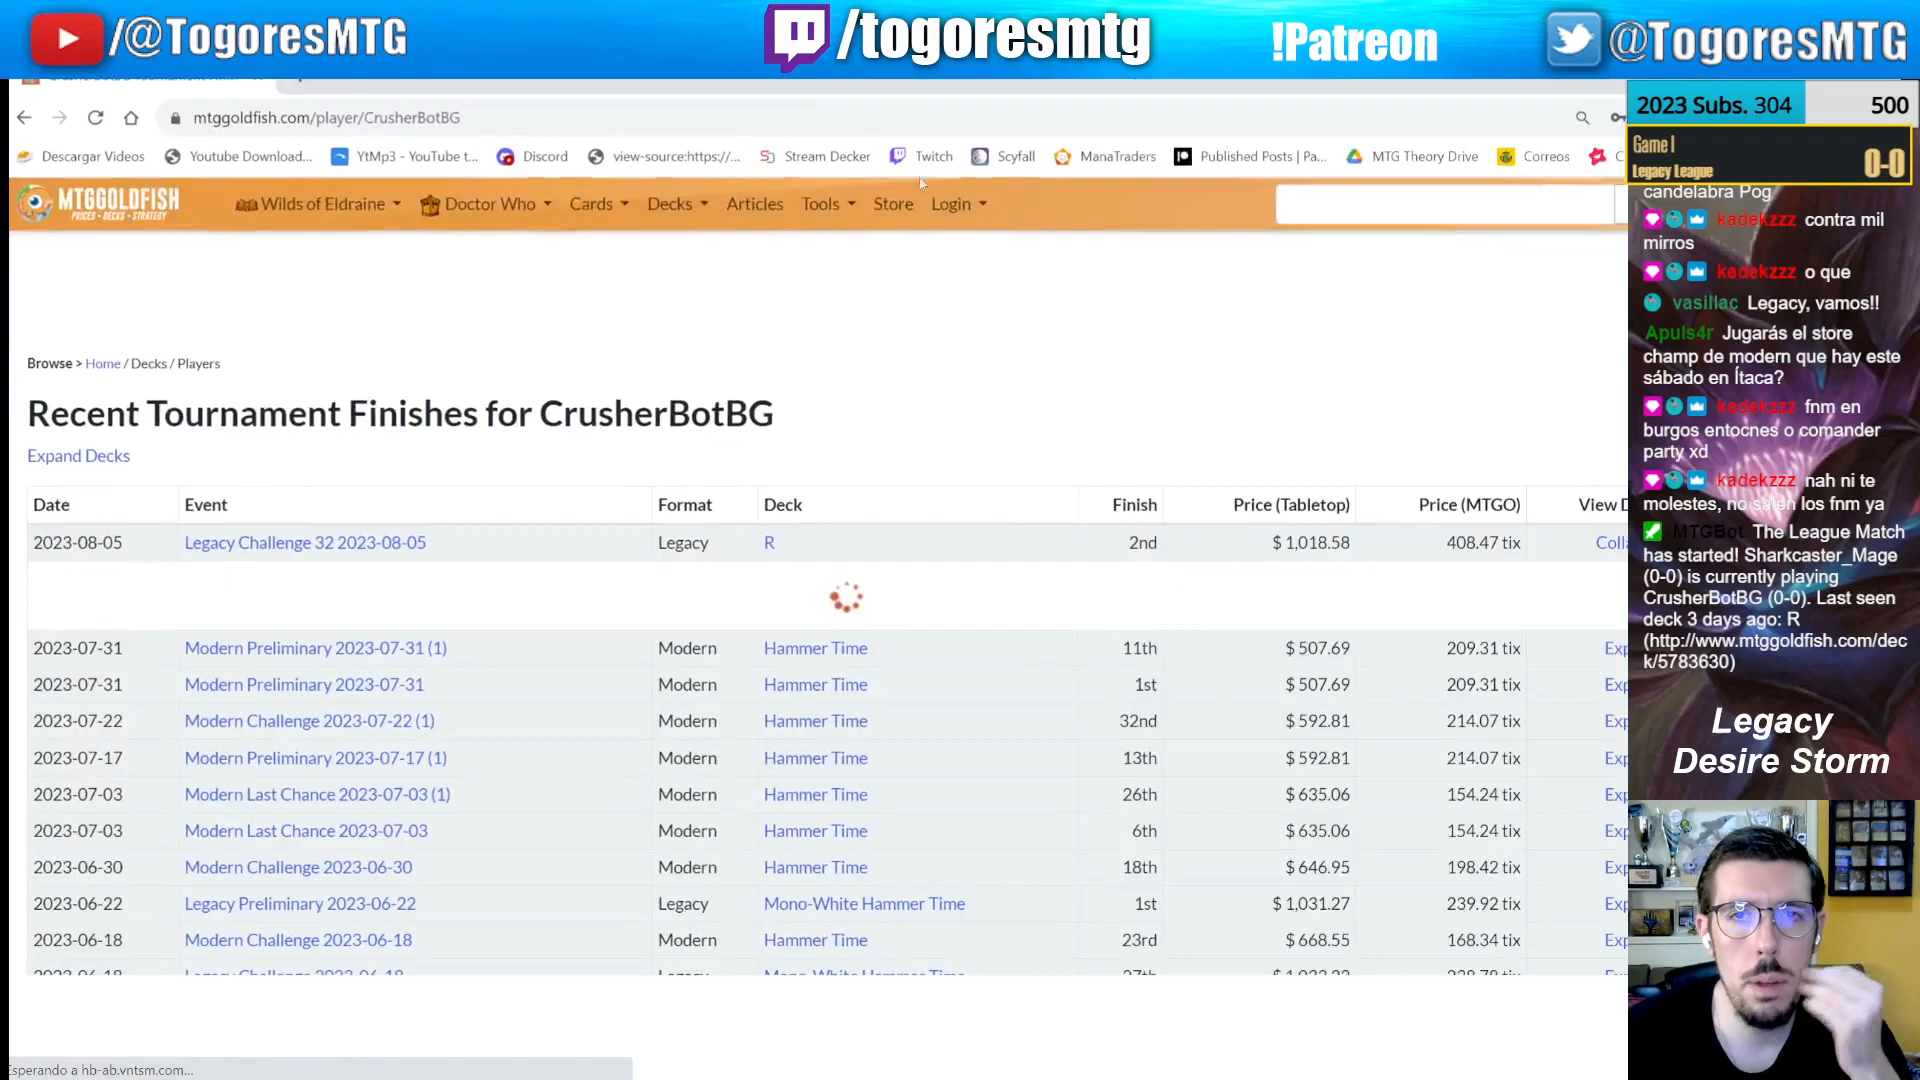 /@TogoresMTG
/togoresmtg
!Patreon
@TogoresMTG
mtggoldfish.com/player/CrusherBotBG
Descargar Videos
Youtube Download...
YtMp3 - YouTube t...
Discord
view-source:https://...
Stream Decker
Twitch
Scyfall
ManaTraders
Published Posts | Pa...
MTG Theory Drive
Correos
MTGGOLDFISH
PRICES - DECKS - STRATEGY
Wilds of Eldraine
Doctor Who
Cards
Decks
Articles
Tools
Store
Login
Browse > Home / Decks / Players
Recent Tournament Finishes for CrusherBotBG
Expand Decks
Date Event Format Deck Finish Price (Tabletop) Price (MTGO) View D
2023-08-05 Legacy Challenge 32 2023-08-05 Legacy R 2nd $ 1,018.58 408.47 tix Coll
2023-07-31 Modern Preliminary 2023-07-31 (1) Modern Hammer Time 11th $ 507.69 209.31 tix Exp
2023-07-31 Modern Preliminary 2023-07-31 Modern Hammer Time 1st $ 507.69 209.31 tix Exp
2023-07-22 Modern Challenge 2023-07-22 (1) Modern Hammer Time 32nd $ 592.81 214.07 tix Exp
2023-07-17 Modern Preliminary 2023-07-17 (1) Modern Hammer Time 13th $ 592.81 214.07 tix Exp
2023-07-03 Modern Last Chance 2023-07-03 (1) Modern Hammer Time 26th $ 635.06 154.24 tix Exp
2023-07-03 Modern Last Chance 2023-07-03 Modern Hammer Time 6th $ 635.06 154.24 tix Exp
2023-06-30 Modern Challenge 2023-06-30 Modern Hammer Time 18th $ 646.95 198.42 tix Exp
2023-06-22 Legacy Preliminary 2023-06-22 Legacy Mono-White Hammer Time 1st $ 1,031.27 239.92 tix Exp
2023-06-18 Modern Challenge 2023-06-18 Modern Hammer Time 23rd $ 668.55 168.34 tix Exp
Esperando a hb-ab.vntsm.com...
2023 Subs. 304 500
Game 1
Legacy League 0-0
candelabra Pog
kadekzzz contra mil
mirros
kadekzzz o que
vasillac Legacy, vamos!!
Apuls4r Jugarás el store
champ de modern que hay este
sábado en Ítaca?
kadekzzz fnm en
burgos entocnes o comander
party xd
kadekzzz nah ni te
molestes, no salen los fnm ya
MTGBot The League Match
has started! Sharkcaster_Mage
(0-0) is currently playing
CrusherBotBG (0-0). Last seen
deck 3 days ago: R
(http://www.mtggoldfish.com/dec
k/5783630)
Legacy
Desire Storm